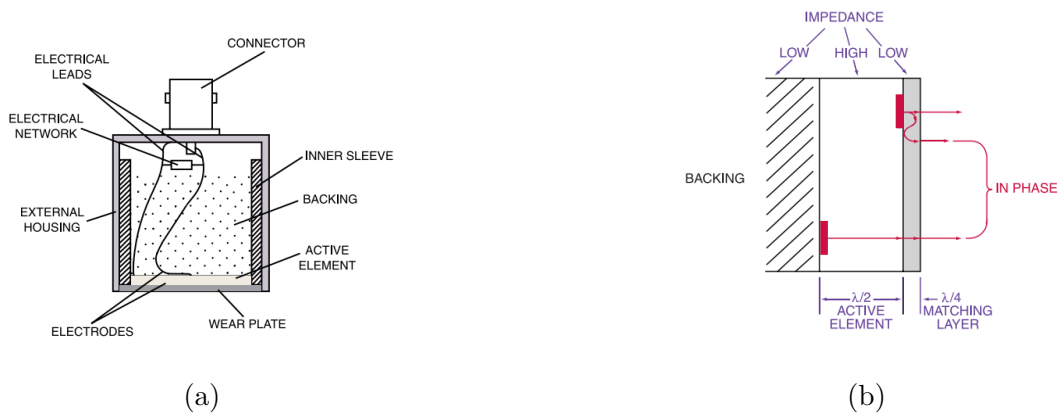 CONNECTOR
ELECTRICAL
LEADS
ELECTRICAL
NETWORK
INNER SLEEVE
BACKING
EXTERNAL
HOUSING
ACTIVE
ELEMENT
WEAR PLATE
ELECTRODES
(a)
IMPEDANCE
LOW HIGH LOW
BACKING
IN PHASE
λ/2
ACTIVE
ELEMENT
λ/4
MATCHING
LAYER
(b)